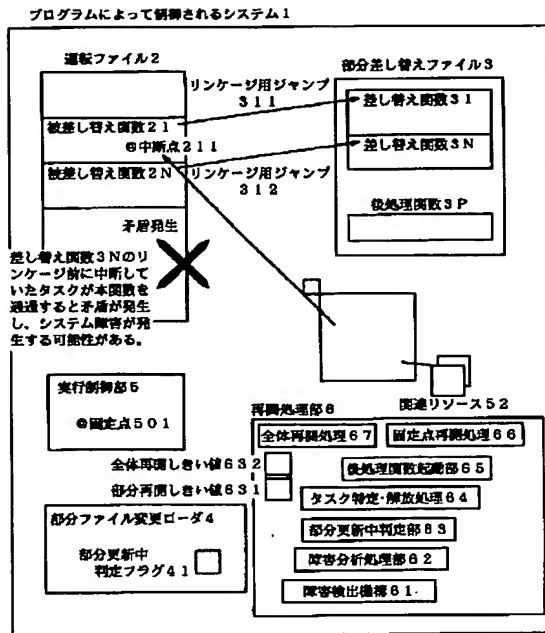 プログラムによって制御されるシステム1
運転ファイル2
部分差し替えファイル3
リンケージ用ジャンプ
311
差し替え関数31
被差し替え関数21
@中断点211
差し替え関数3N
被差し替え関数2N
リンケージ用ジャンプ
312
後処理関数3P
矛盾発生
差し替え関数3Nのリ
ンケージ前に中断して
いたタスクが本関数を
通過すると矛盾が発生
し、システム障害が発
生する可能性がある。
実行制御部5
@固定点501
再開処理部6
関連リソース52
全体再開処理67
固定点再開処理66
全体再開しきい値632
後処理関数起動部65
部分再開しきい値631
タスク特定・解放処理64
部分ファイル変更ローダ4
部分更新中判定部63
部分更新中
判定フラグ41
障害分析処理部62
障害検出機構61.